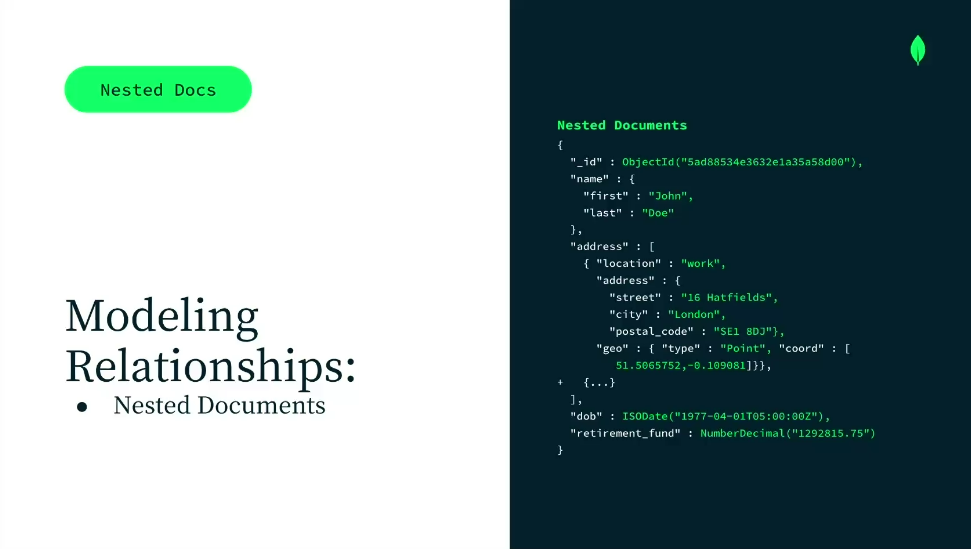 Nested Docs
Modeling
Relationships:
● Nested Documents
Nested Documents
{
"_id" : ObjectId("5ad88534e3632e1a35a58d00"),
"name" : {
"first" : "John",
"last" : "Doe"
},
"address" : [
{ "location" : "work",
"address" : {
"street" : "16 Hatfields",
"city" : "London",
"postal_code" : "SE1 8DJ"},
"geo" : { "type" : "Point", "coord" : [
51.5065752,-0.109081]}},
+ {...}
],
"dob" : ISODate("1977-04-01T05:00:00Z"),
"retirement_fund" : NumberDecimal("1292815.75")
}